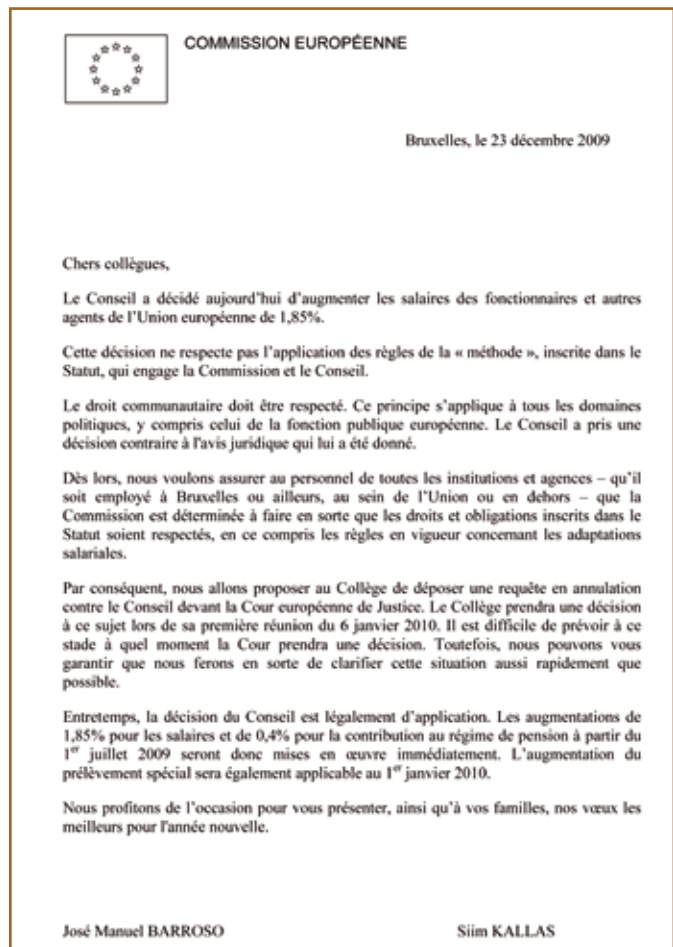 COMMISSION EUROPÉENNE
Bruxelles, le 23 décembre 2009
Chers collègues,
Le Conseil a décidé aujourd'hui d'augmenter les salaires des fonctionnaires et autres
agents de l'Union européenne de 1,85%.
Cette décision ne respecte pas l'application des règles de la « méthode », inscrite dans le
Statut, qui engage la Commission et le Conseil.
Le droit communautaire doit être respecté. Ce principe s'applique à tous les domaines
politiques, y compris celui de la fonction publique européenne. Le Conseil a pris une
décision contraire à l'avis juridique qui lui a été donné.
Dès lors, nous voulons assurer au personnel de toutes les institutions et agences – qu'il
soit employé à Bruxelles ou ailleurs, au sein de l'Union ou en dehors – que la
Commission est déterminée à faire en sorte que les droits et obligations inscrits dans le
Statut soient respectés, en ce compris les règles en vigueur concernant les adaptations
salariales.
Par conséquent, nous allons proposer au Collège de déposer une requête en annulation
contre le Conseil devant la Cour européenne de Justice. Le Collège prendra une décision
à ce sujet lors de sa première réunion du 6 janvier 2010. Il est difficile de prévoir à ce
stade à quel moment la Cour prendra une décision. Toutefois, nous pouvons vous
garantir que nous ferons en sorte de clarifier cette situation aussi rapidement que
possible.
Entretemps, la décision du Conseil est légalement d'application. Les augmentations de
1,85% pour les salaires et de 0,4% pour la contribution au régime de pension à partir du
1er juillet 2009 seront donc mises en œuvre immédiatement. L'augmentation du
prélèvement spécial sera également applicable au 1er janvier 2010.
Nous profitons de l'occasion pour vous présenter, ainsi qu'à vos familles, nos vœux les
meilleurs pour l'année nouvelle.
José Manuel BARROSO Siim KALLAS